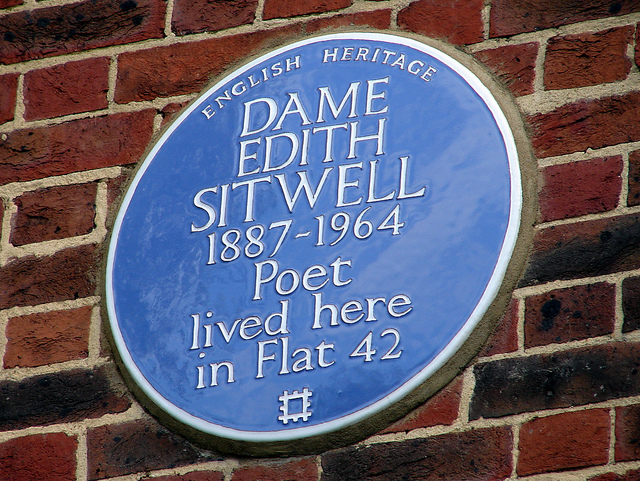 ENGLISH HERITAGE
DAME
EDITH
SITWELL
1887-1964
Poet
lived here
in Flat 42